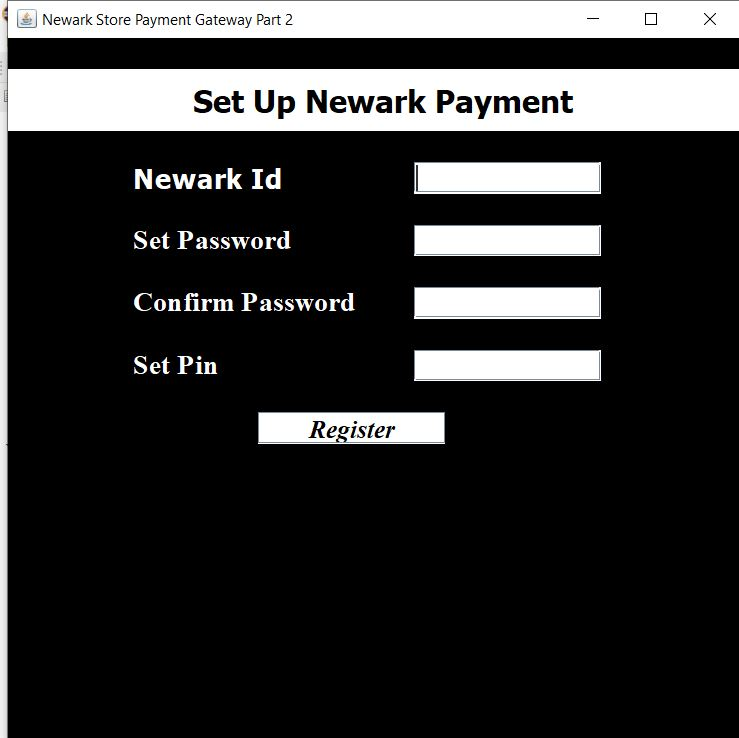 Newark Store Payment Gateway Part 2
Set Up Newark Payment
Newark Id
Set Password
Confirm Password
Set Pin
Register